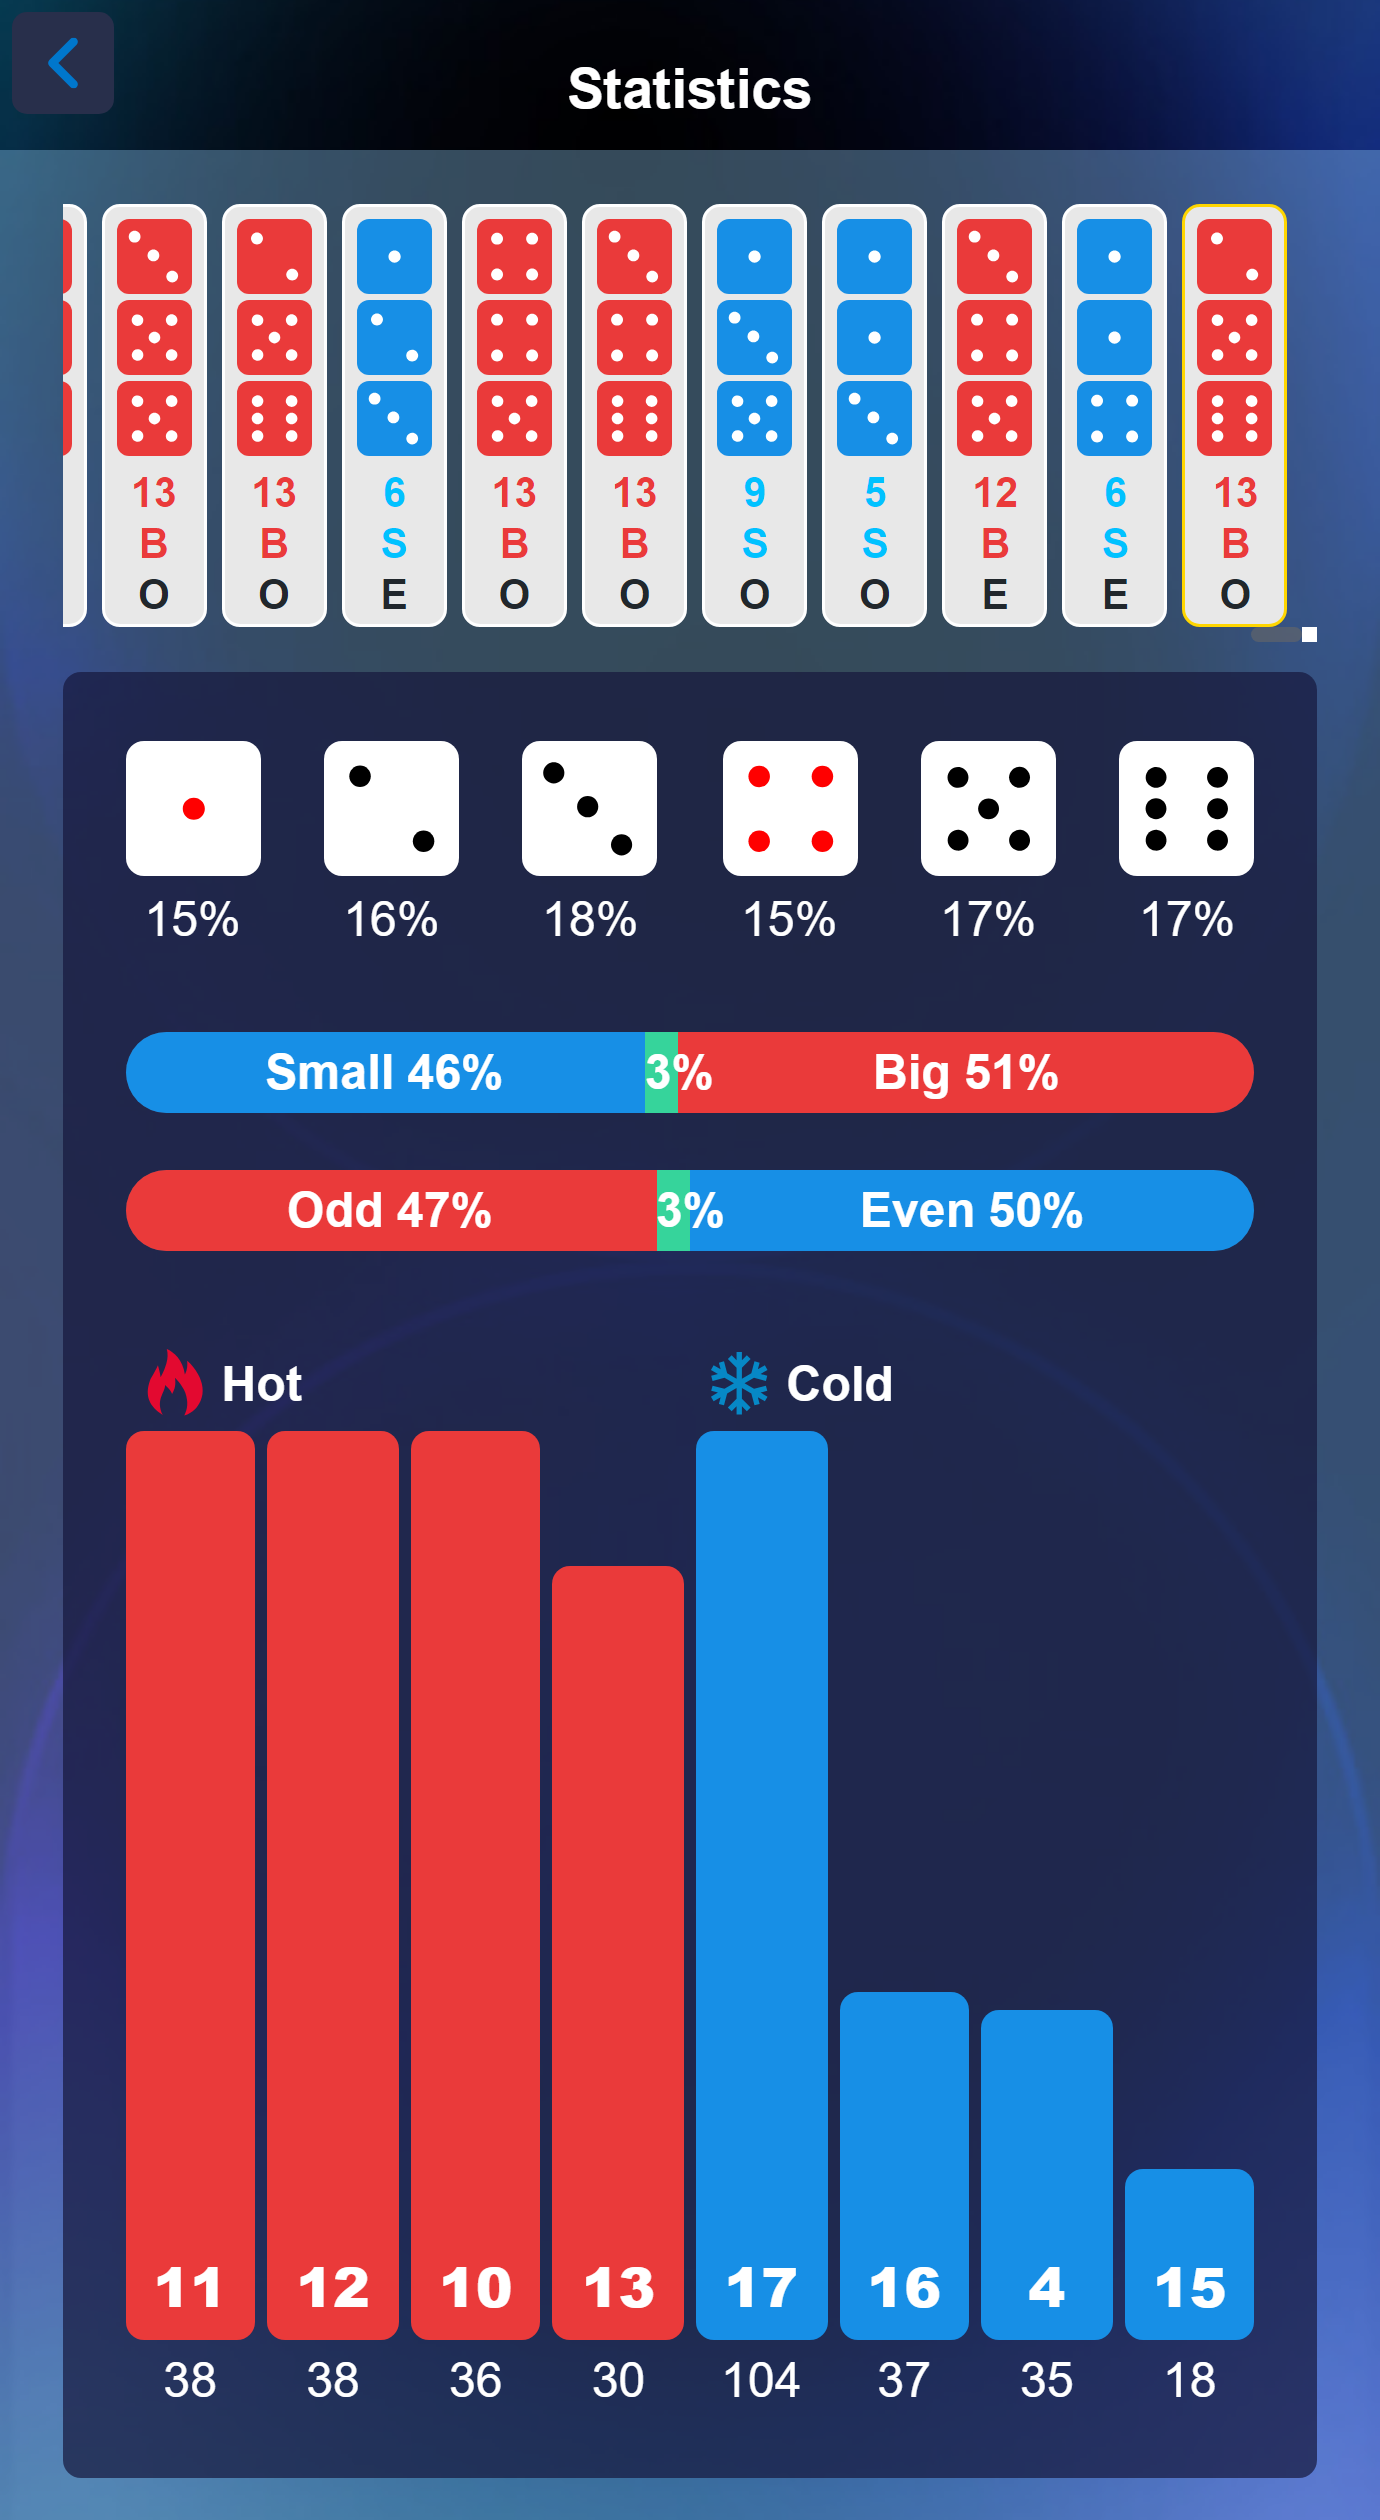 Statistics
13 13 6 13 13 9 5 12 6 13
B B S B B S S B S B
O O E O O O O E E O
15% 16% 18% 15% 17% 17%
Small 46% 3% Big 51%
Odd 47% 3% Even 50%
Hot Cold
11 12 10 13 17 16 4 15
38 38 36 30 104 37 35 18